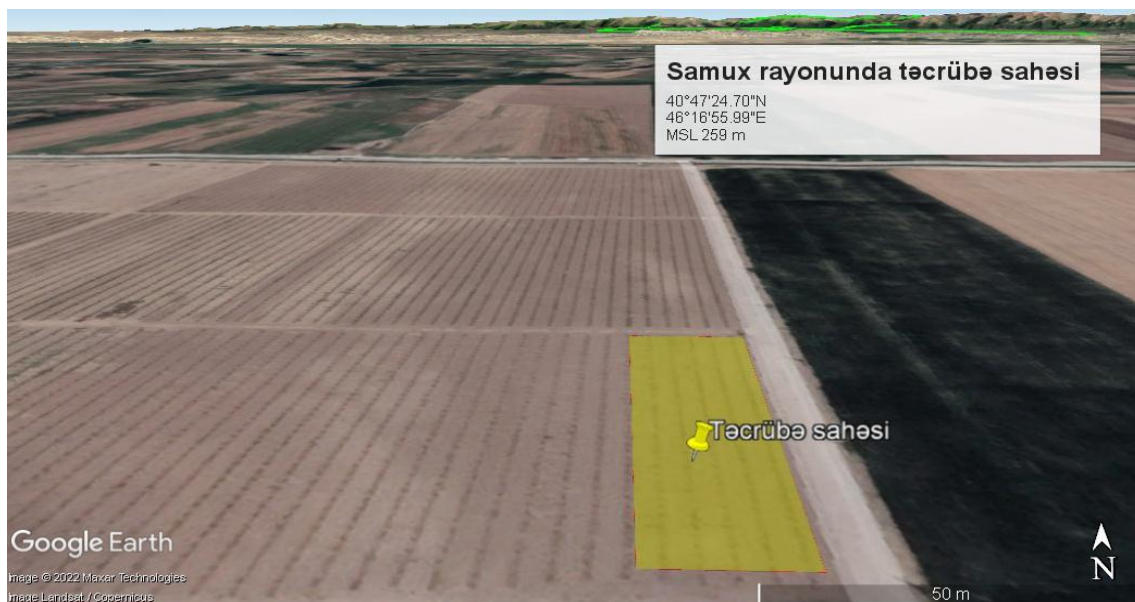 Samux rayonunda təcrübə sahəsi
40°47'24.70"N
46°16'55.99"E
MSL 259 m
Təcrübə sahəsi
Google Earth
Image © 2022 Maxar Technologies
Image Landsat / Copernicus
50 m
N